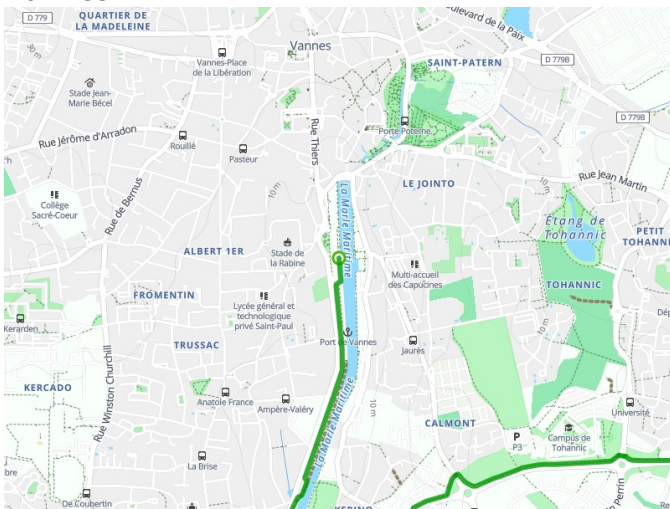 D 779
QUARTIER DE
LA MADELEINE
Boulevard de la Paix
Vannes
Vannes-Place
de la Libération
D 779B
SAINT-PATERN
30 m
Stade Jean-
Marie Bécel
D 779B
Porte Poterne
Rue Jérôme d'Arradon
Rouillé
Rue Thiers
Pasteur
Rue Jean Martin
LE JOINTO
10 m
10 m
Collège
Sacré-Coeur
Rue de Bernus
La Marle Maritime
Étang de
Tohannic
PETIT
ALBERT 1ER
Stade de
la Rabine
Multi-accueil
des Capucines
TOHANNIC
FROMENTIN
Lycée général et
technologique
privé Saint-Paul
Kerarden
Port de Vannes
10 m
TRUSSAC
Jaurès
Rue Winston Churchill
KERCADO
La Marle Maritime
Anatole France
Ampère-Valéry
10 m
Université
CALMONT
P
P3
Campus de
Tohannic
La Brise
De Coubertin